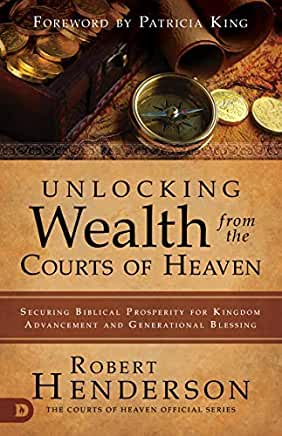 Foreword by Patricia King
Unlocking
Wealth from
the
Courts of Heaven
Securing Biblical Prosperity for Kingdom
Advancement and Generational Blessing
Robert
Henderson
The Courts of Heaven Official Series